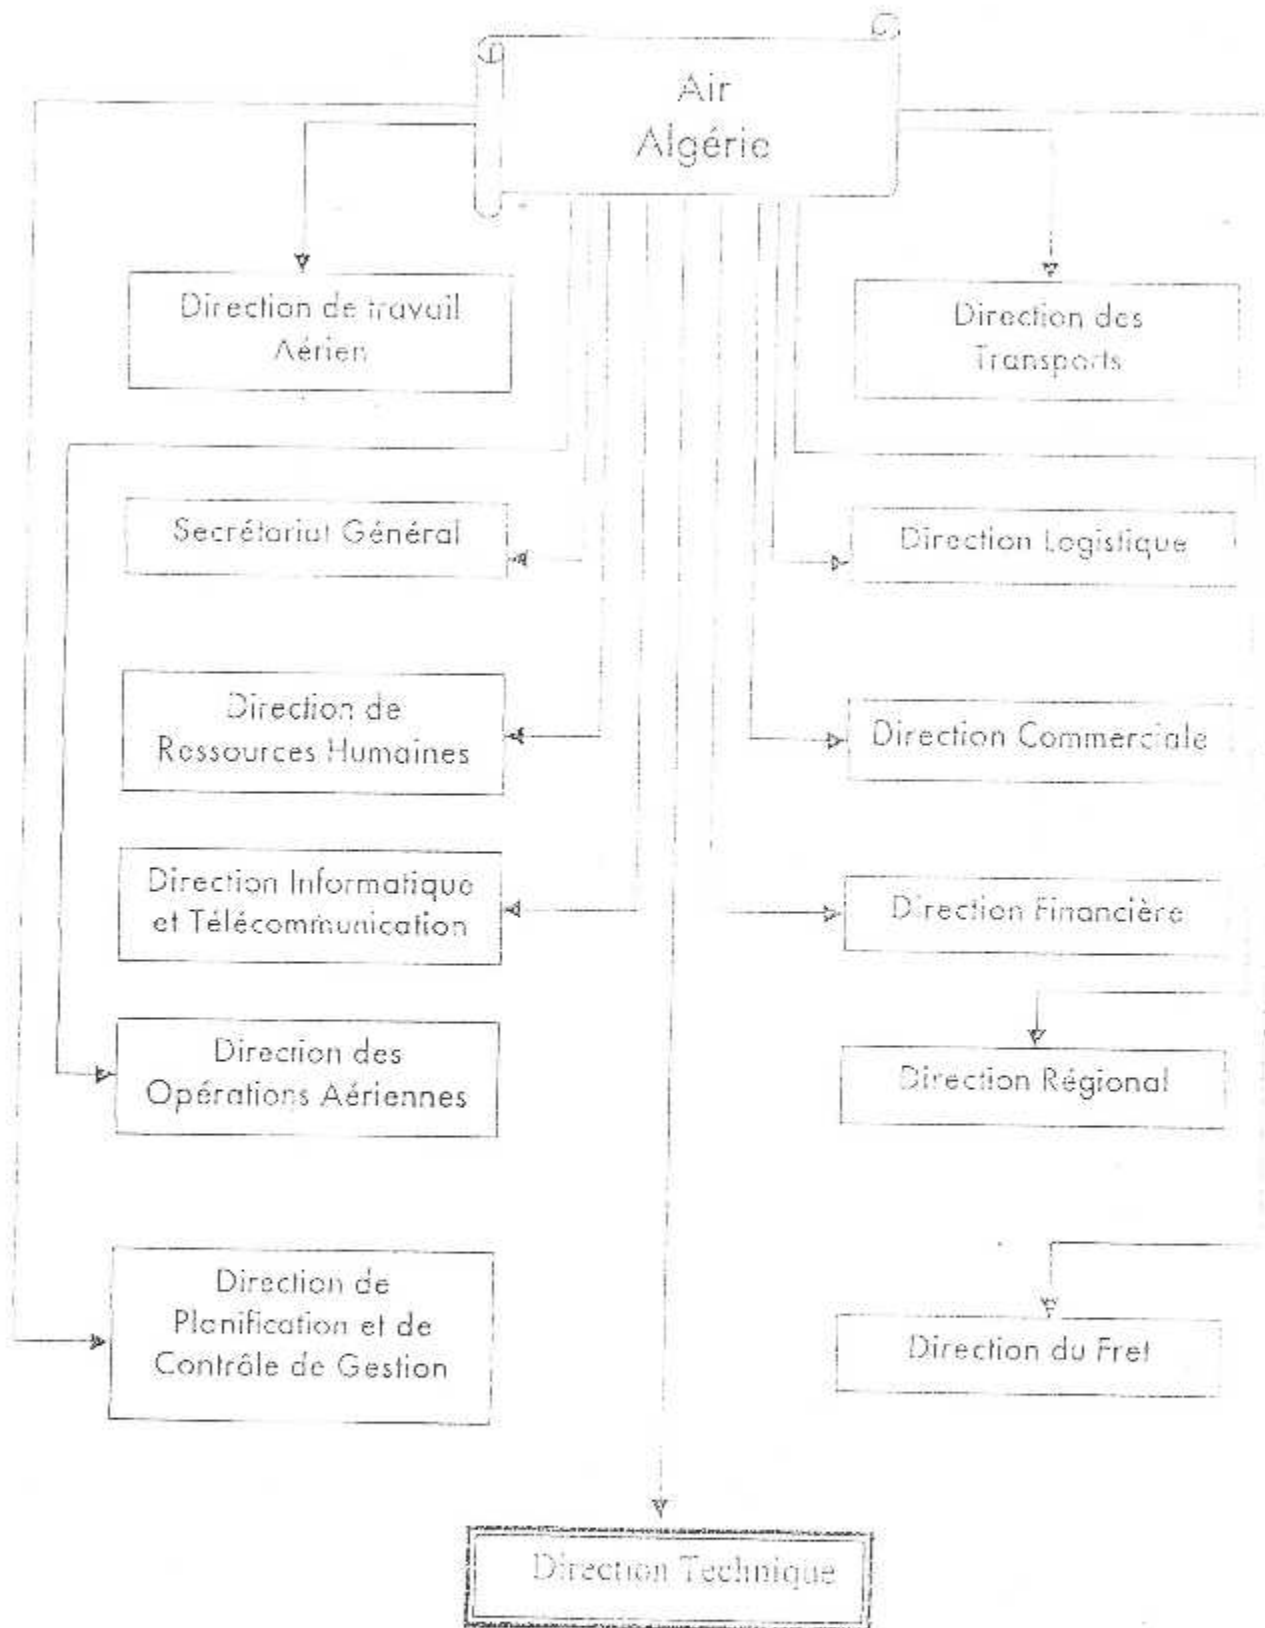 Air
Algérie
Direction de travail
Aérien
Direction des
Transports
Secrétariat Général
Direction Logistique
Direction de
Ressources Humaines
Direction Commerciale
Direction Informatique
et Télécommunication
Direction Financière
Direction des
Opérations Aériennes
Direction Régional
Direction de
Planification et de
Contrôle de Gestion
Direction du Fret
Direction Technique